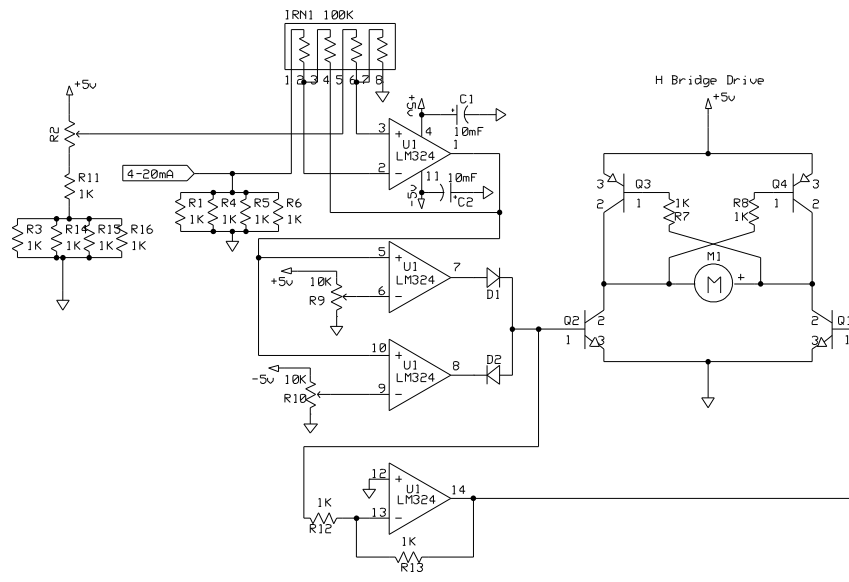 IRN1 100K
1 2 3 4 5 6 7 8
+5v
R2
R11
1K
R3
1K
R14
1K
R15
1K
R16
1K
4-20mA
R1
1K
R4
1K
R5
1K
R6
1K
+5v
C1
10mF
3
+
4
U1
LM324
1
2
-
11
10mF
C2
-5v
H Bridge Drive
+5v
3
Q3
2
1
1K
R7
R8
1K
Q4
3
1
2
M1
M
+
5
+
U1
LM324
7
6
-
+5v
10K
R9
D1
10
+
U1
LM324
8
9
-
-5v
10K
R10
D2
Q2
2
1
3
2
Q1
3
1
12
+
U1
LM324
14
13
-
1K
R12
1K
R13